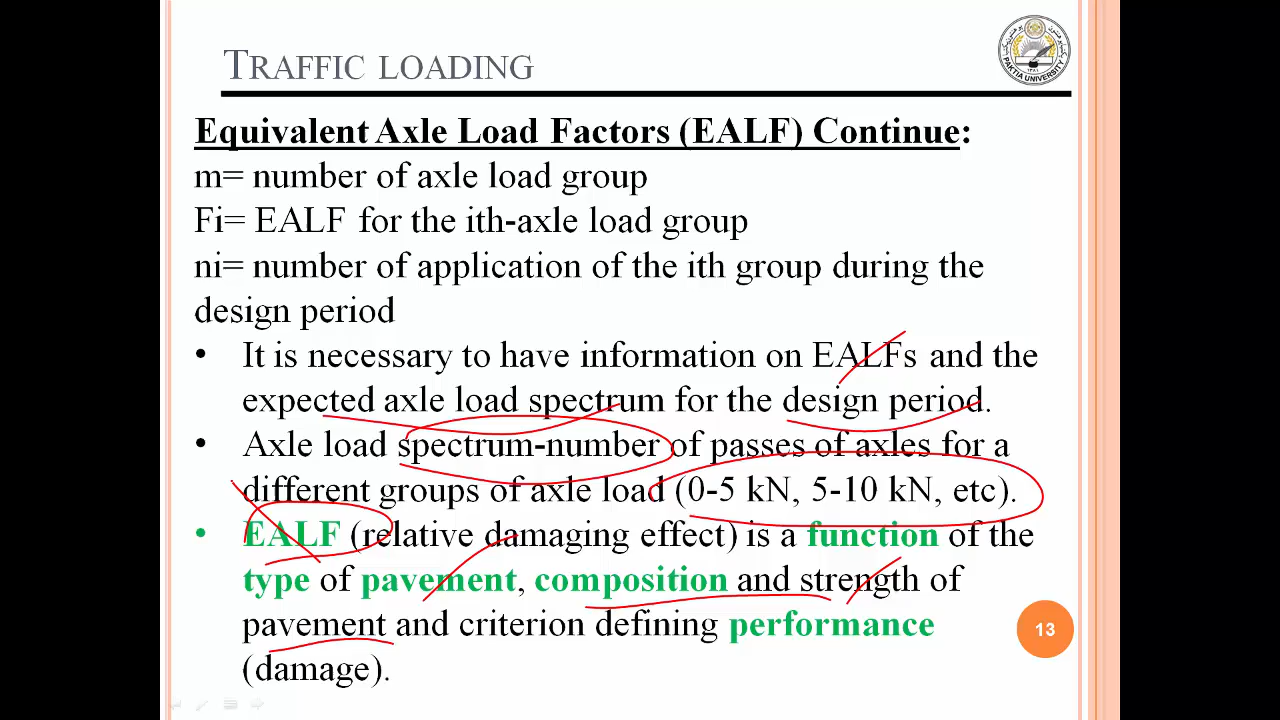 TRAFFIC LOADING
PAKTIA UNIVERSITY
Equivalent Axle Load Factors (EALF) Continue:
m= number of axle load group
Fi= EALF for the ith-axle load group
ni= number of application of the ith group during the
design period
• It is necessary to have information on EALFs and the
expected axle load spectrum for the design period.
• Axle load spectrum-number of passes of axles for a
different groups of axle load (0-5 kN, 5-10 kN, etc).
• EALF (relative damaging effect) is a function of the
type of pavement, composition and strength of
pavement and criterion defining performance
(damage).
13